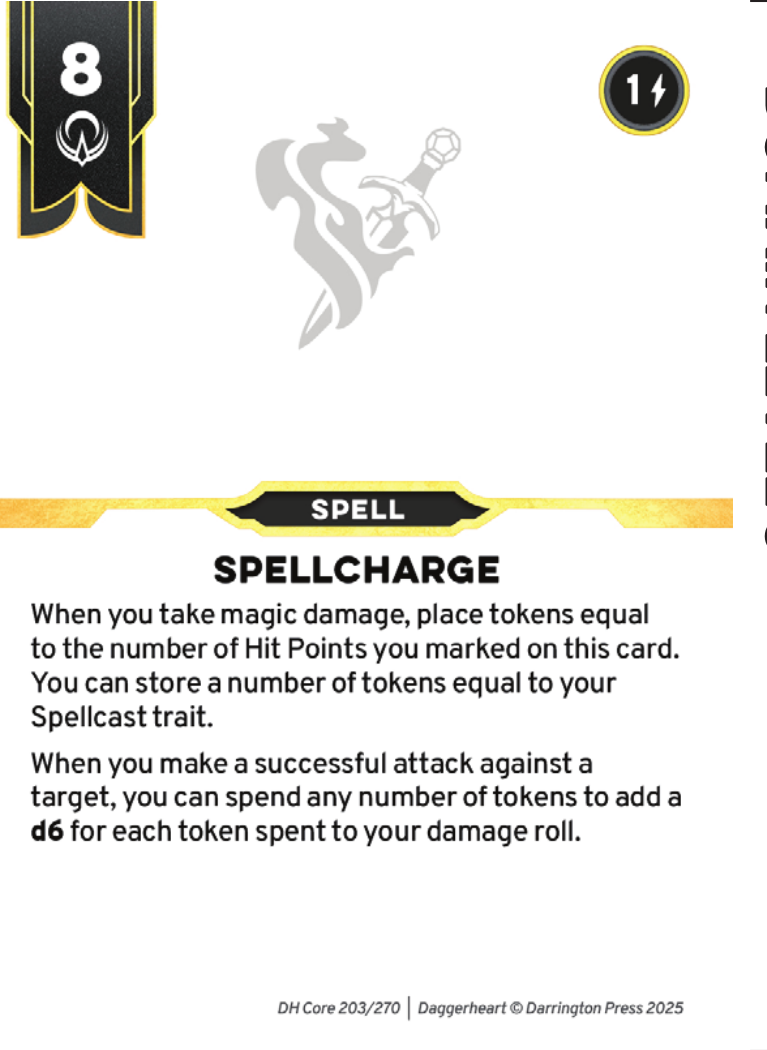 8
1
SPELL
SPELLCHARGE
When you take magic damage, place tokens equal
to the number of Hit Points you marked on this card.
You can store a number of tokens equal to your
Spellcast trait.
When you make a successful attack against a
target, you can spend any number of tokens to add a
d6 for each token spent to your damage roll.
DH Core 203/270 | Daggerheart © Darrington Press 2025